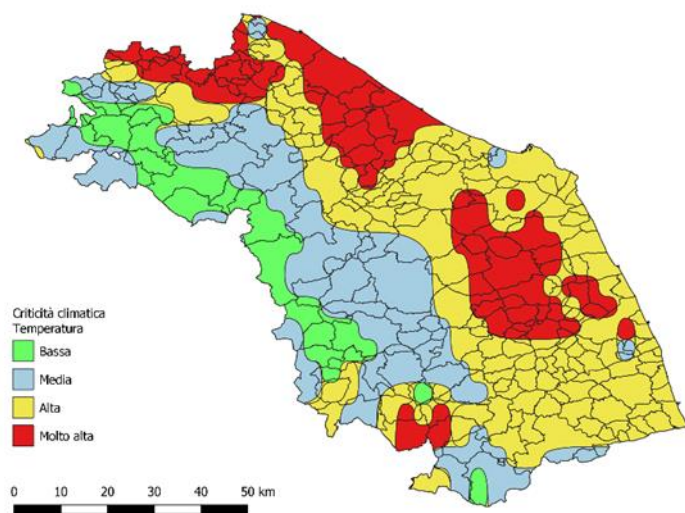 Criticità climatica
Temperatura
Bassa
Media
Alta
Molto alta
0 10 20 30 40 50 km